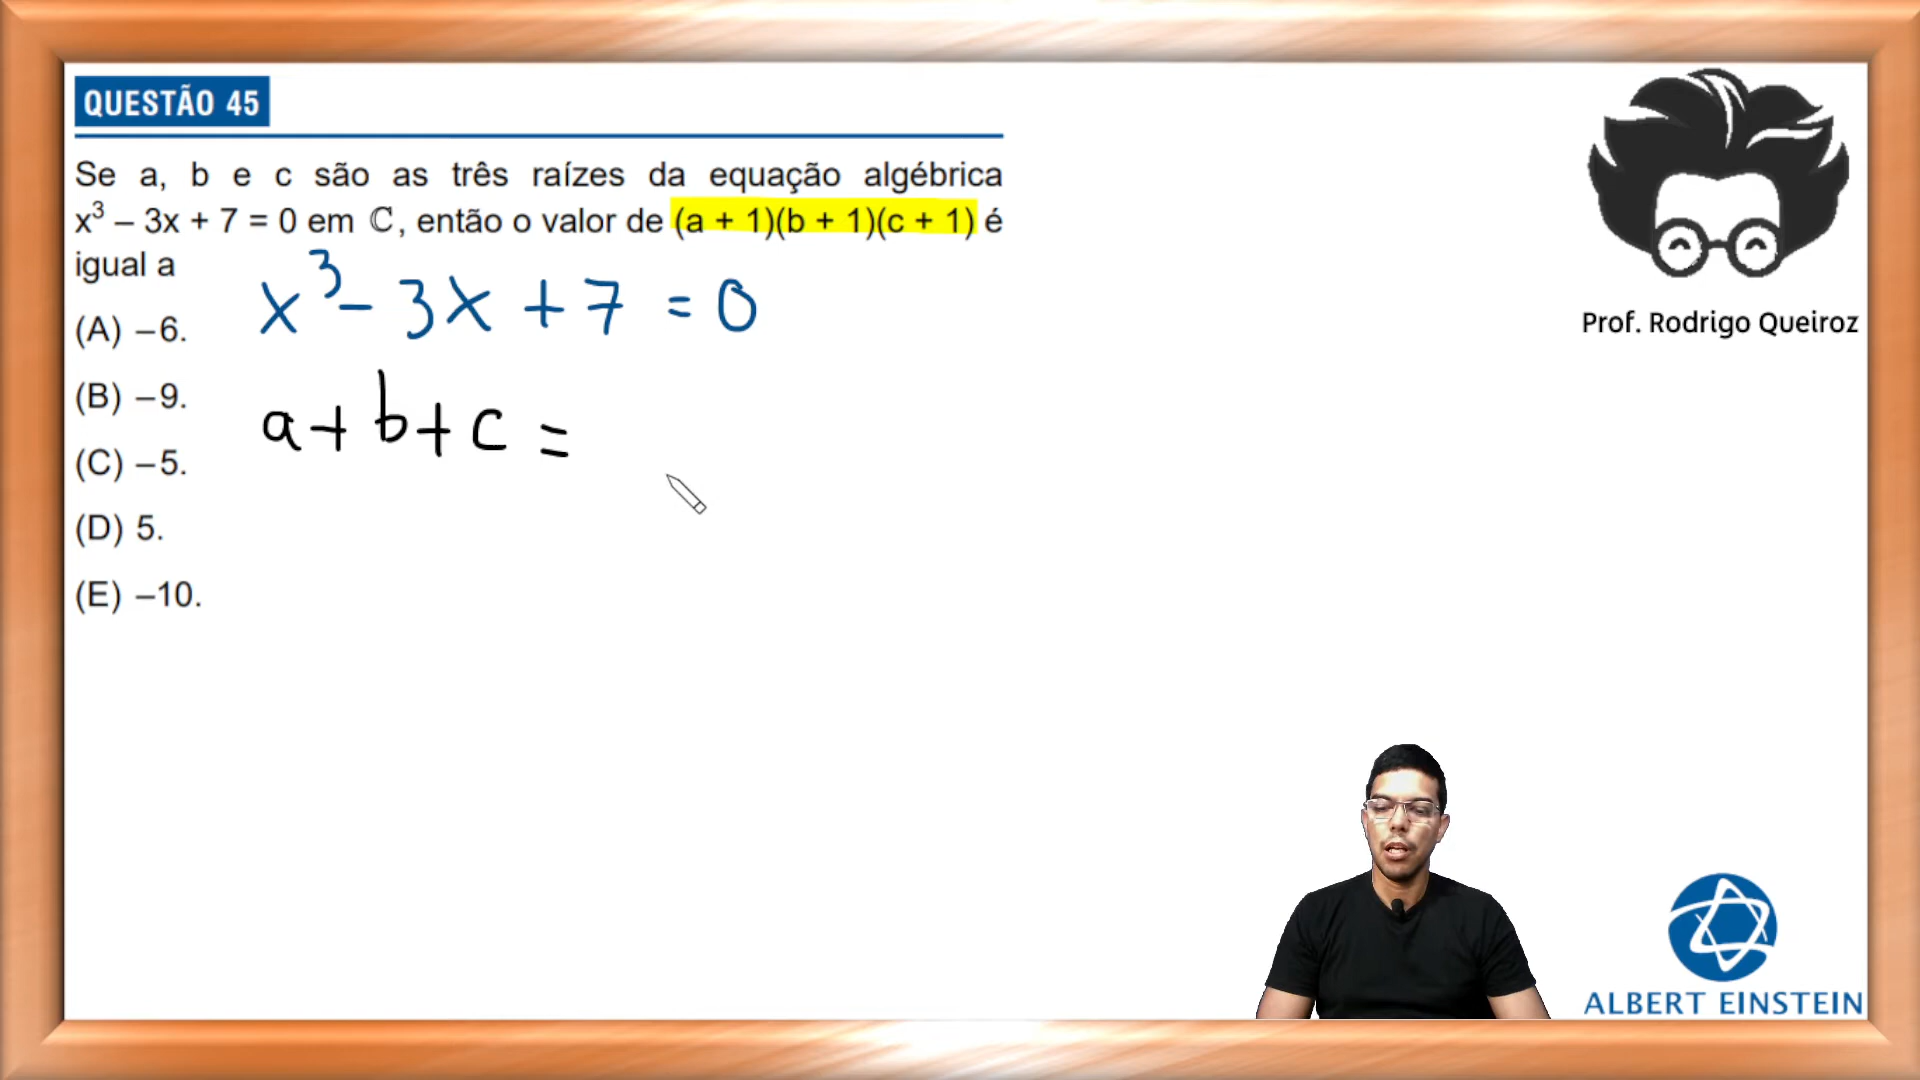 QUESTÃO 45
Se a, b e c são as três raízes da equação algébrica
x³ – 3x + 7 = 0 em ℂ, então o valor de (a + 1)(b + 1)(c + 1) é
igual a
(A) –6.
(B) –9.
(C) –5.
(D) 5.
(E) –10.
x³ - 3x + 7 = 0
a + b + c =
Prof. Rodrigo Queiroz
ALBERT EINSTEIN